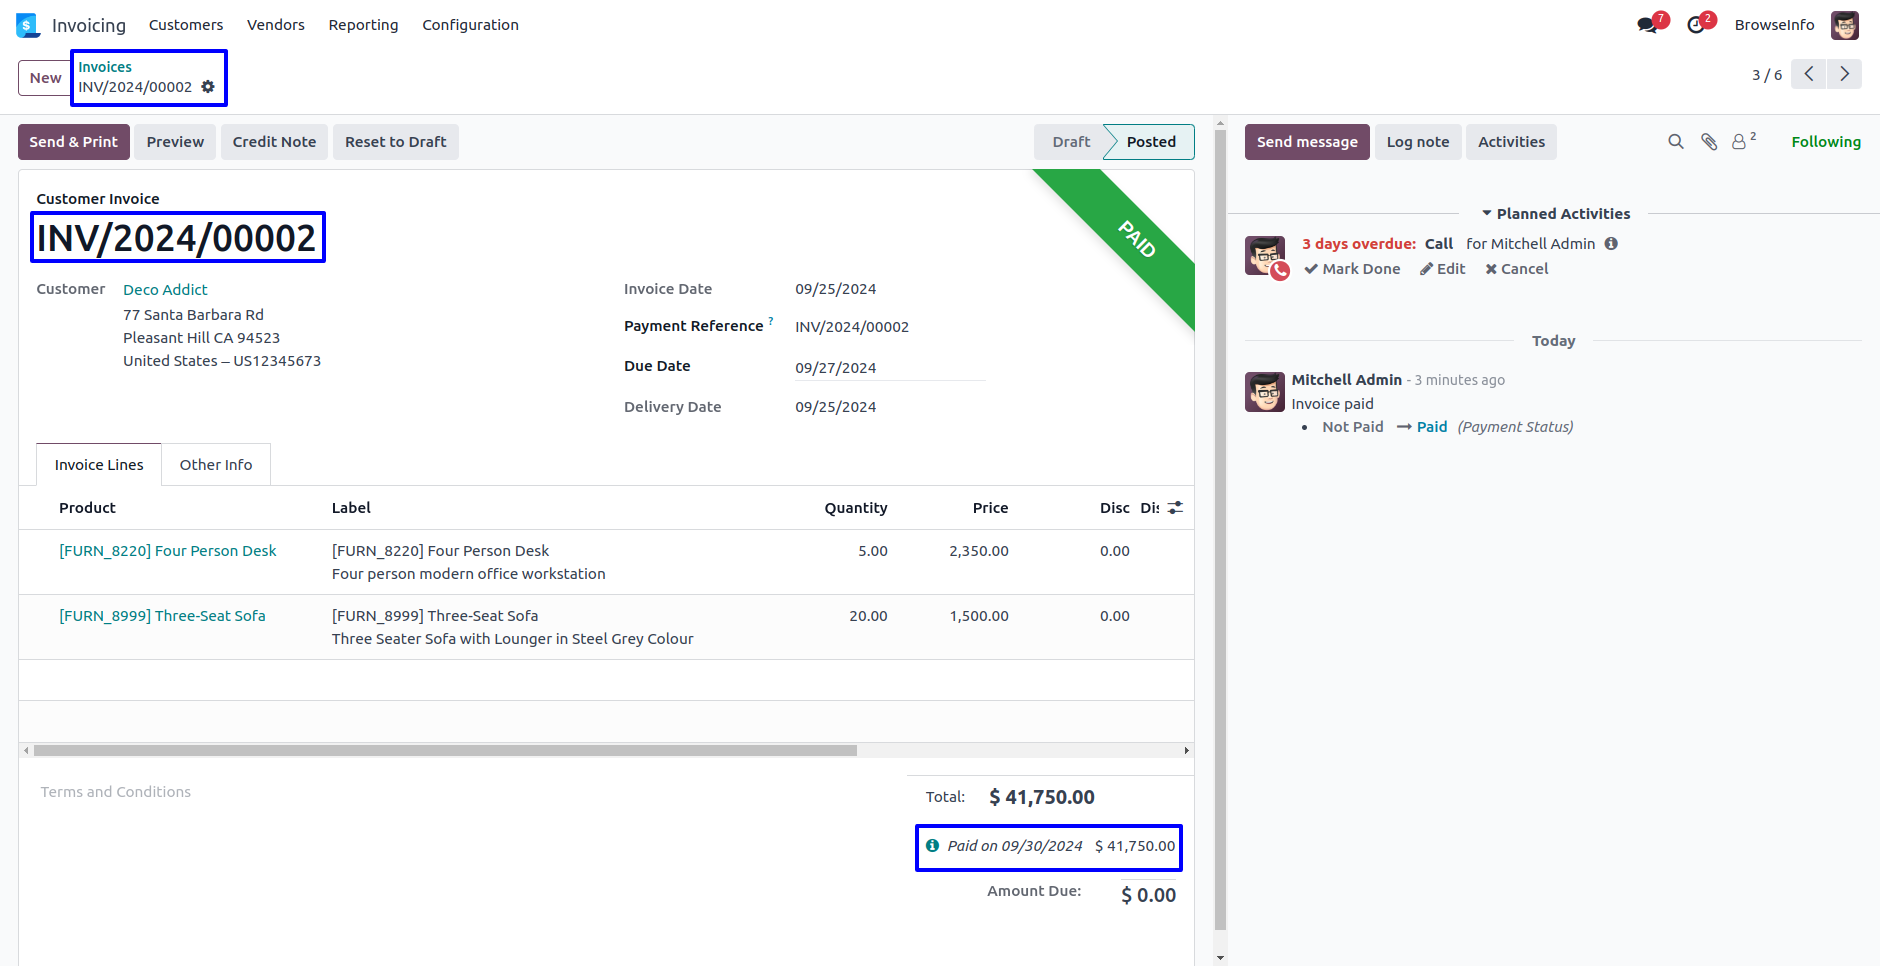 Invoicing Customers Vendors Reporting Configuration 7 2 BrowseInfo
New Invoices
INV/2024/00002
3 / 6
Send & Print Preview Credit Note Reset to Draft Draft Posted
Customer Invoice
INV/2024/00002
PAID
Customer Deco Addict
77 Santa Barbara Rd
Pleasant Hill CA 94523
United States – US12345673
Invoice Date 09/25/2024
Payment Reference ? INV/2024/00002
Due Date 09/27/2024
Delivery Date 09/25/2024
Invoice Lines Other Info
Product Label Quantity Price Disc Dis
[FURN_8220] Four Person Desk [FURN_8220] Four Person Desk 5.00 2,350.00 0.00
Four person modern office workstation
[FURN_8999] Three-Seat Sofa [FURN_8999] Three-Seat Sofa 20.00 1,500.00 0.00
Three Seater Sofa with Lounger in Steel Grey Colour
Terms and Conditions
Total: $ 41,750.00
Paid on 09/30/2024 $ 41,750.00
Amount Due: $ 0.00
Send message Log note Activities 2 Following
Planned Activities
3 days overdue: Call for Mitchell Admin
Mark Done Edit Cancel
Today
Mitchell Admin - 3 minutes ago
Invoice paid
• Not Paid → Paid (Payment Status)